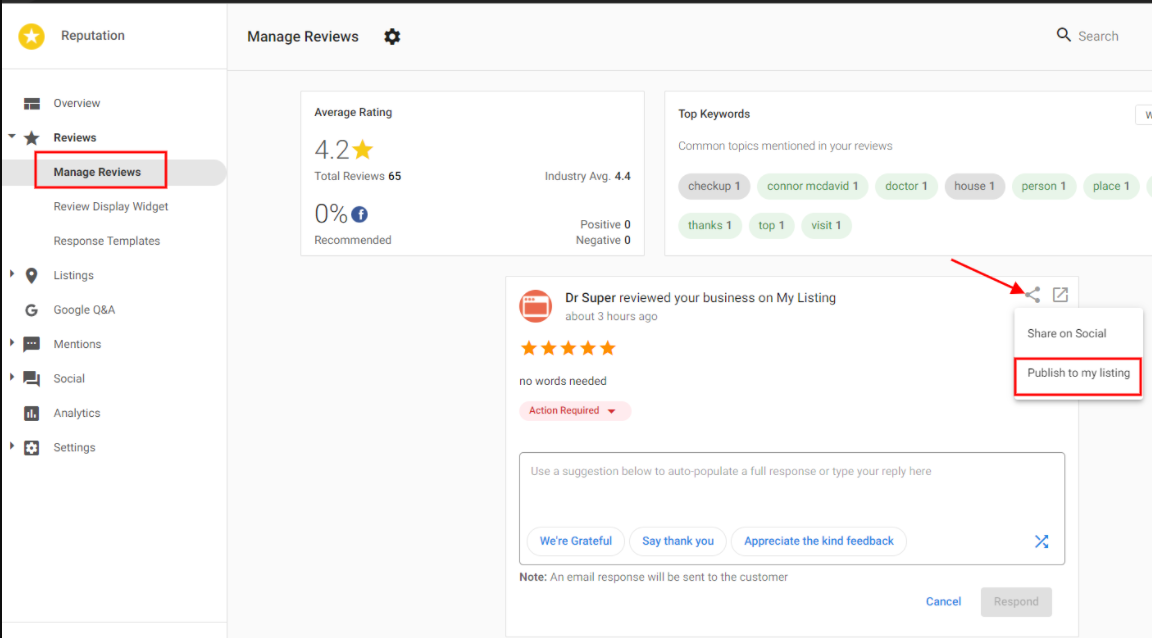 Reputation
Manage Reviews
Search
Overview
Reviews
Manage Reviews
Review Display Widget
Response Templates
Listings
Google Q&A
Mentions
Social
Analytics
Settings
Average Rating
4.2
Total Reviews 65
Industry Avg. 4.4
0%
Recommended
Positive 0
Negative 0
Top Keywords
W
Common topics mentioned in your reviews
checkup 1 connor mcdavid 1 doctor 1 house 1 person 1 place 1
thanks 1 top 1 visit 1
Dr Super reviewed your business on My Listing
about 3 hours ago
Share on Social
Publish to my listing
no words needed
Action Required
Use a suggestion below to auto-populate a full response or type your reply here
We're Grateful Say thank you Appreciate the kind feedback
Note: An email response will be sent to the customer
Cancel Respond